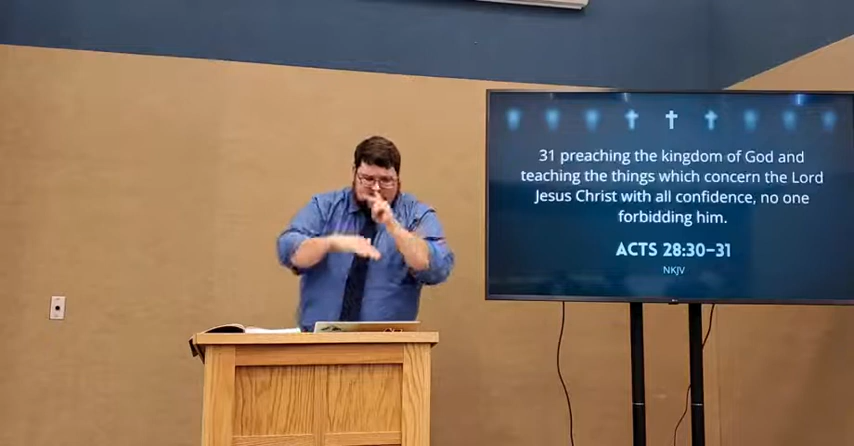 31 preaching the kingdom of God and
teaching the things which concern the Lord
Jesus Christ with all confidence, no one
forbidding him.
ACTS 28:30-31
NKJV